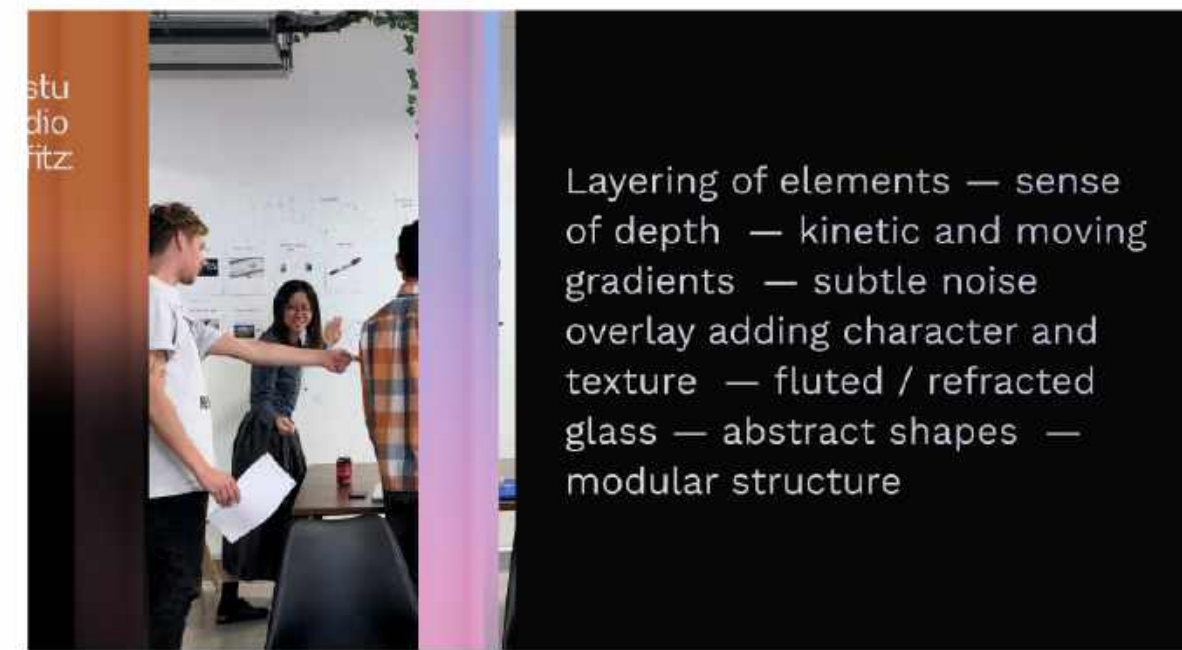 stu
dio
fitz
Layering of elements — sense
of depth — kinetic and moving
gradients — subtle noise
overlay adding character and
texture — fluted / refracted
glass — abstract shapes —
modular structure